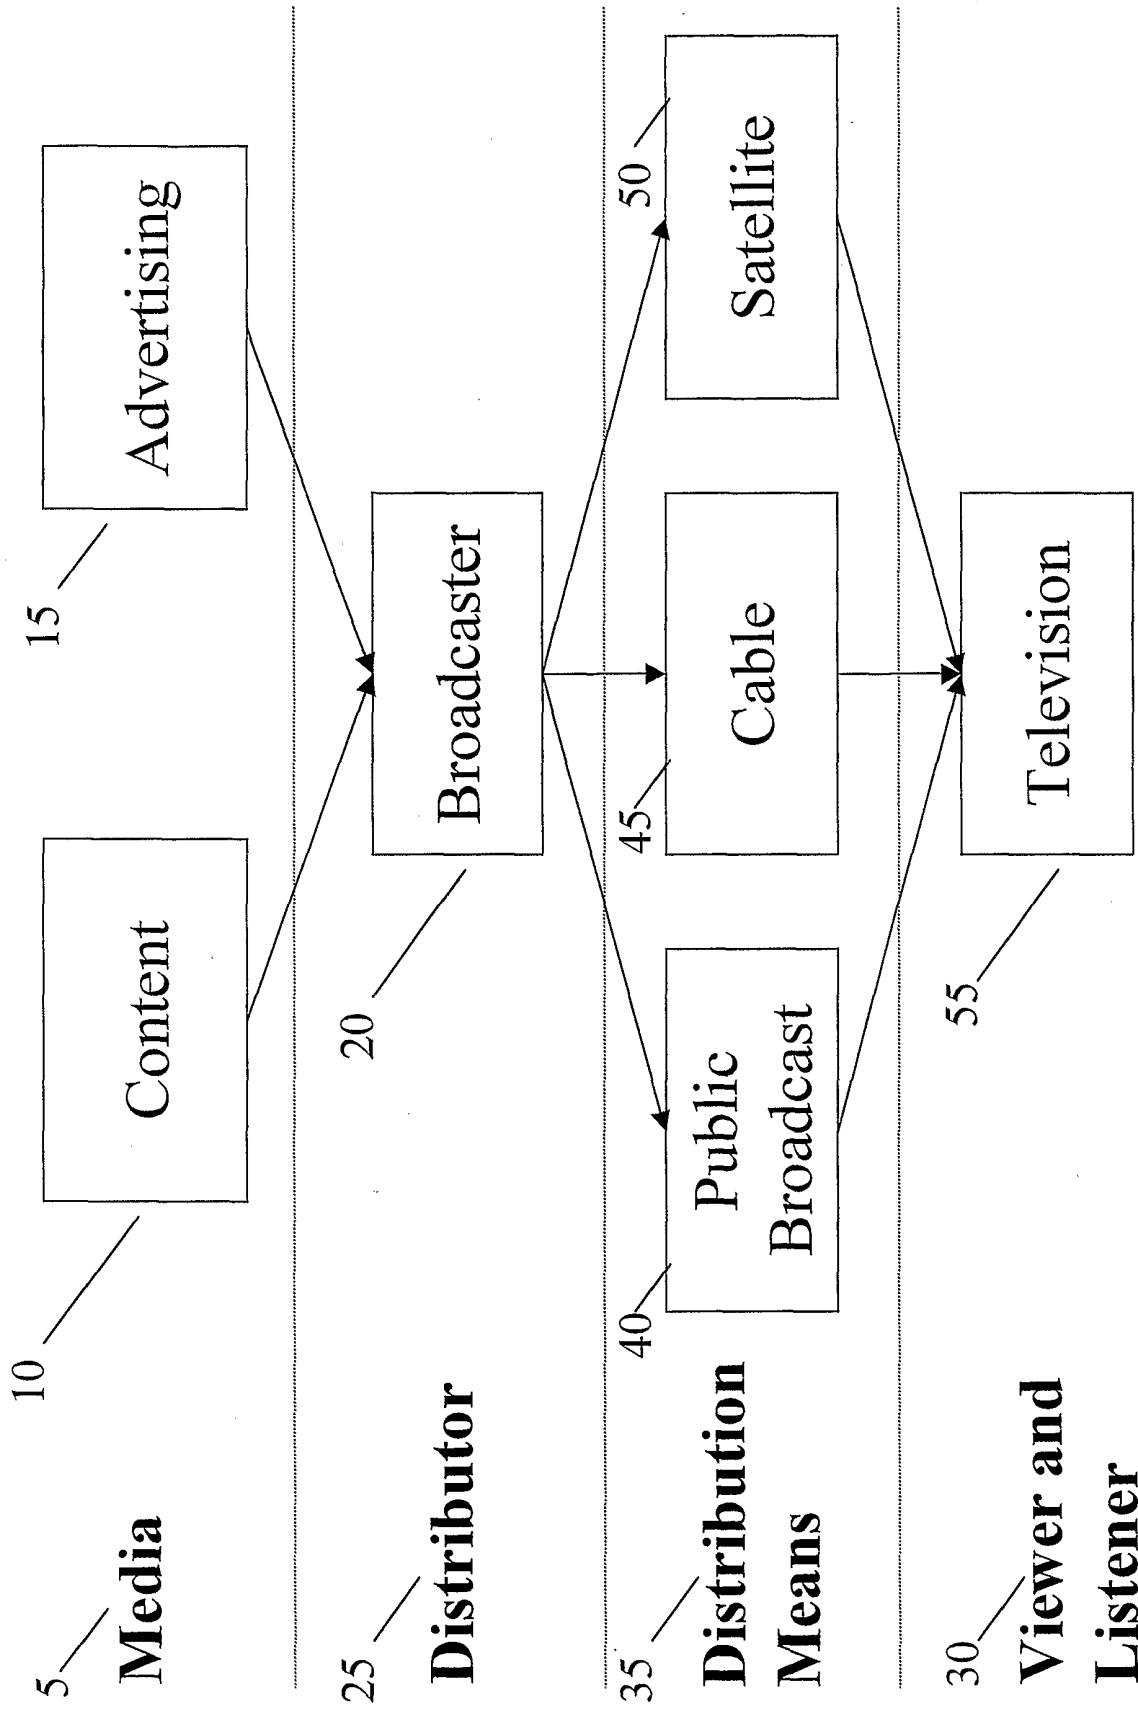 5
Media
10
Content
15
Advertising
25
Distributor
20
Broadcaster
35
Distribution
Means
40
Public
Broadcast
45
Cable
50
Satellite
30
Viewer and
Listener
55
Television